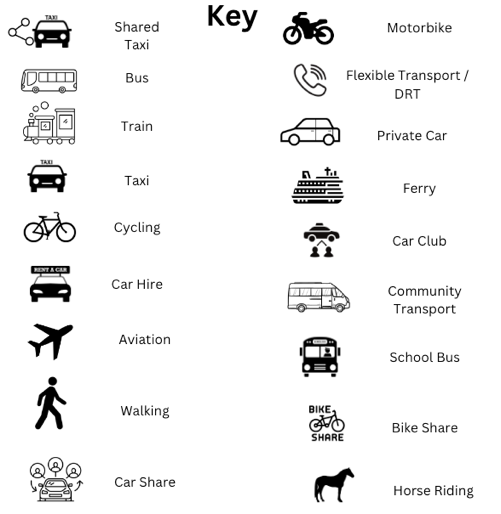 Key
TAXI
Shared
Taxi
Bus
Train
TAXI
Taxi
Cycling
RENT A CAR
Car Hire
Aviation
Walking
Car Share
Motorbike
Flexible Transport /
DRT
Private Car
Ferry
Car Club
Community
Transport
School Bus
BIKE
SHARE
Bike Share
Horse Riding